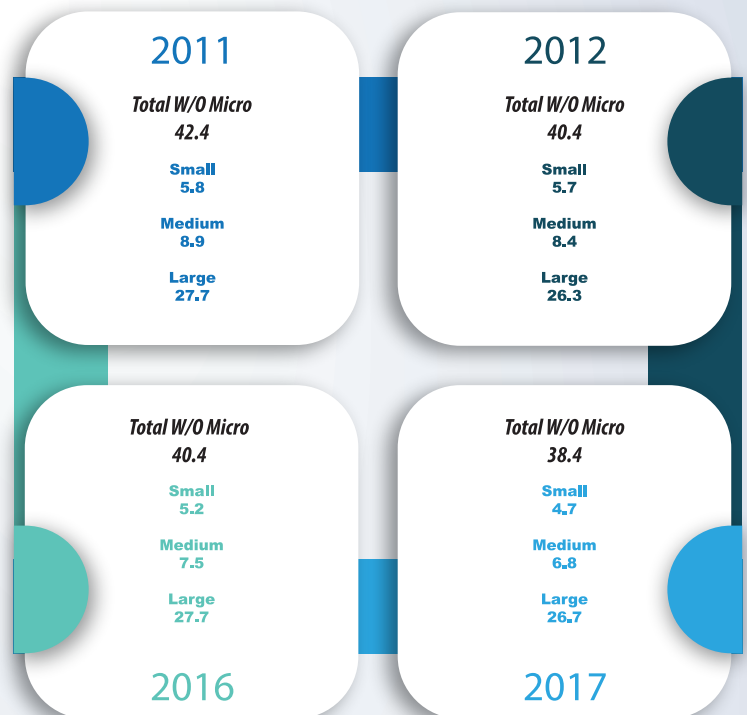 2011
Total W/O Micro
42.4
Small
5.8
Medium
8.9
Large
27.7
2012
Total W/O Micro
40.4
Small
5.7
Medium
8.4
Large
26.3
Total W/O Micro
40.4
Small
5.2
Medium
7.5
Large
27.7
2016
Total W/O Micro
38.4
Small
4.7
Medium
6.8
Large
26.7
2017